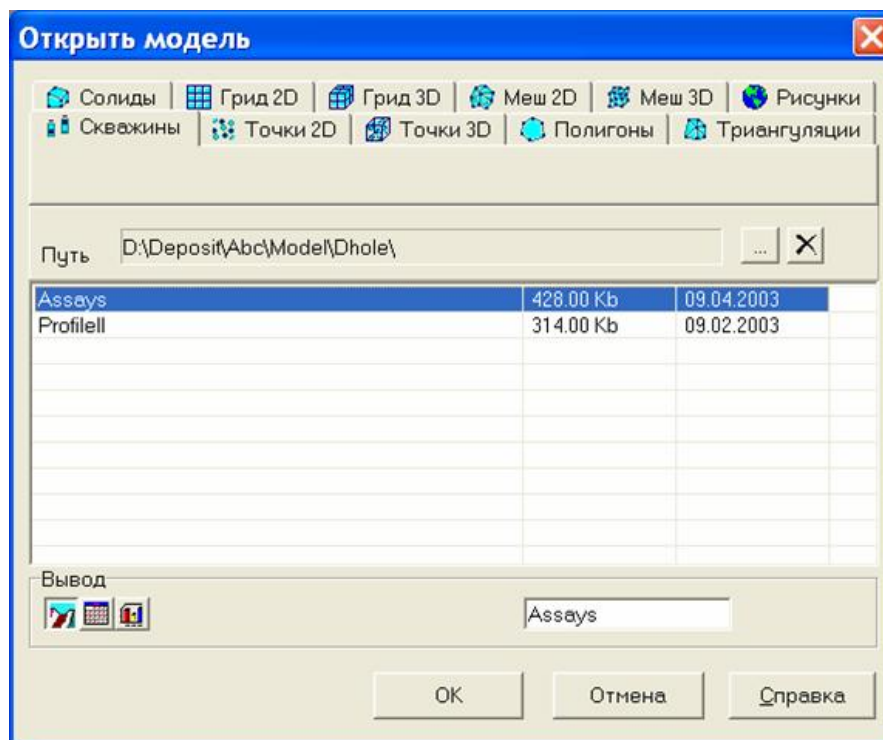 Открыть модель
Солиды Грид 2D Грид 3D Меш 2D Меш 3D Рисунки
Скважины Точки 2D Точки 3D Полигоны Триангуляции
Путь D:\Deposit\Abc\Model\Dhole\ ...
Assays 428.00 Kb 09.04.2003
Profilell 314.00 Kb 09.02.2003
Вывод
Assays
OK Отмена Справка